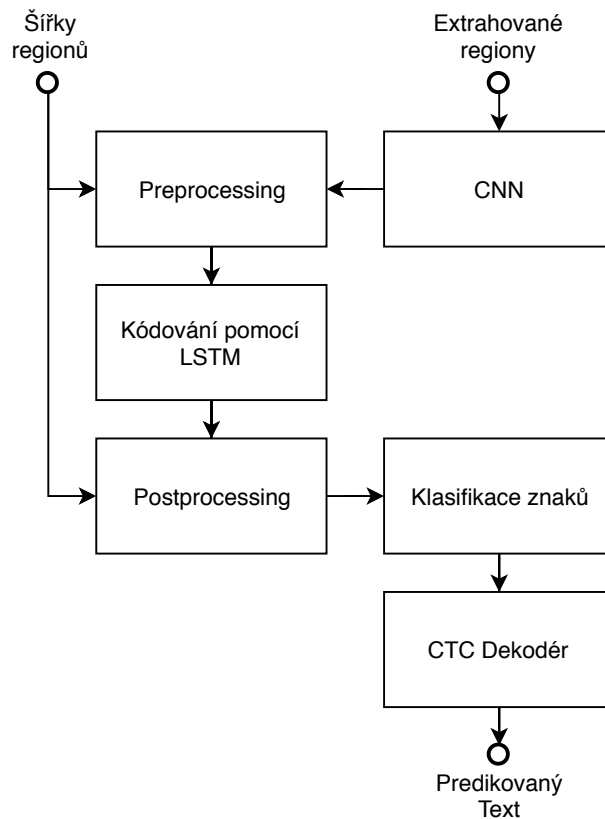 Šířky
regionů
Extrahované
regiony
Preprocessing
CNN
Kódování pomocí
LSTM
Postprocessing
Klasifikace znaků
CTC Dekodér
Predikovaný
Text